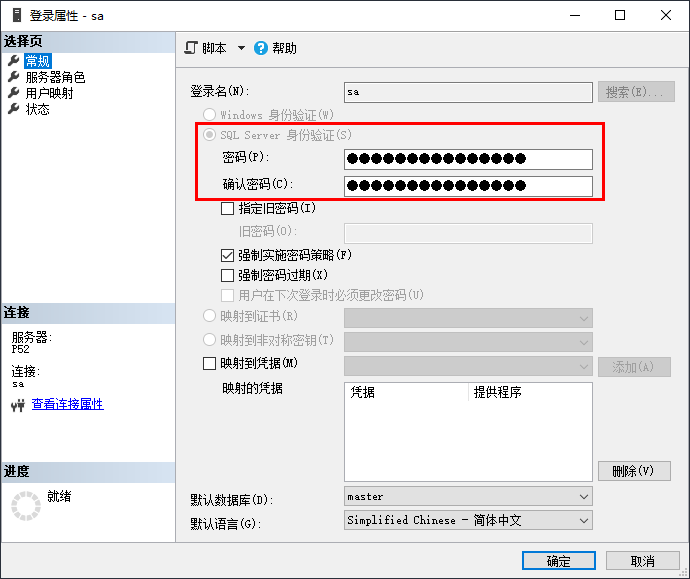 登录属性 - sa
选择页
常规
服务器角色
用户映射
状态
连接
服务器:
P52
连接:
sa
查看连接属性
进度
就绪
脚本
帮助
登录名(N):
sa
搜索(E)...
Windows 身份验证(W)
SQL Server 身份验证(S)
密码(P):
●●●●●●●●●●●●●●●
确认密码(C):
●●●●●●●●●●●●●●●
指定旧密码(I)
旧密码(O):
强制实施密码策略(F)
强制密码过期(X)
用户在下次登录时必须更改密码(U)
映射到证书(R)
映射到非对称密钥(T)
映射到凭据(M)
添加(A)
映射的凭据
凭据 提供程序
删除(V)
默认数据库(D):
master
默认语言(G):
Simplified Chinese - 简体中文
确定
取消